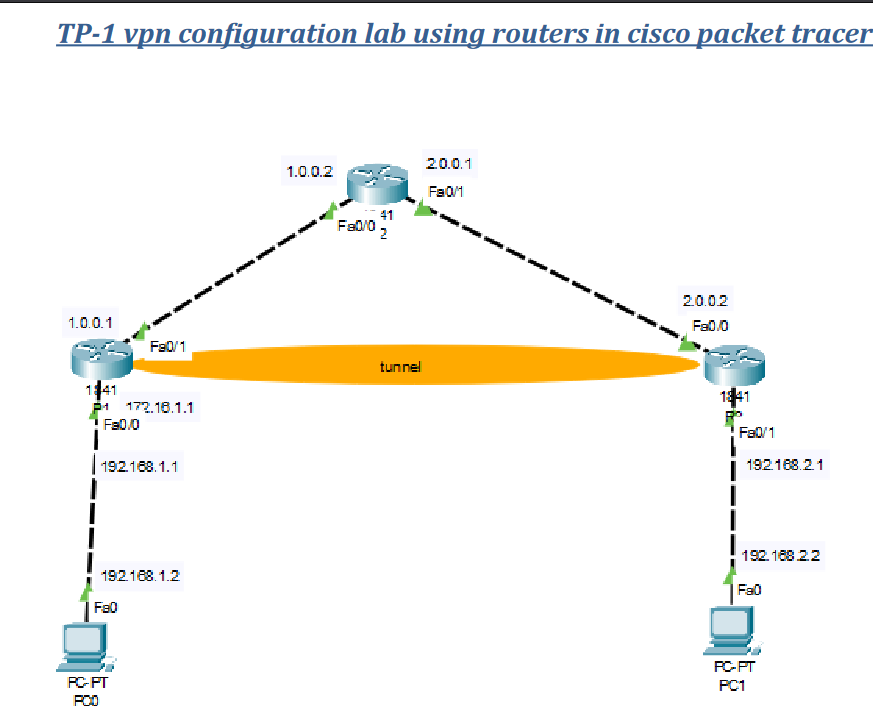 TP-1 vpn configuration lab using routers in cisco packet tracer
1.0.0.2
2.0.0.1
Fa0/1
Fa0/0
41
2
2.0.0.2
Fa0/0
1.0.0.1
Fa0/1
tunnel
1841
172.16.1.1
Fa0/0
1841
Fa0/1
192.168.1.1
192.168.2.1
192.168.1.2
192.168.2.2
Fa0
Fa0
PC-PT
PC0
PC-PT
PC1